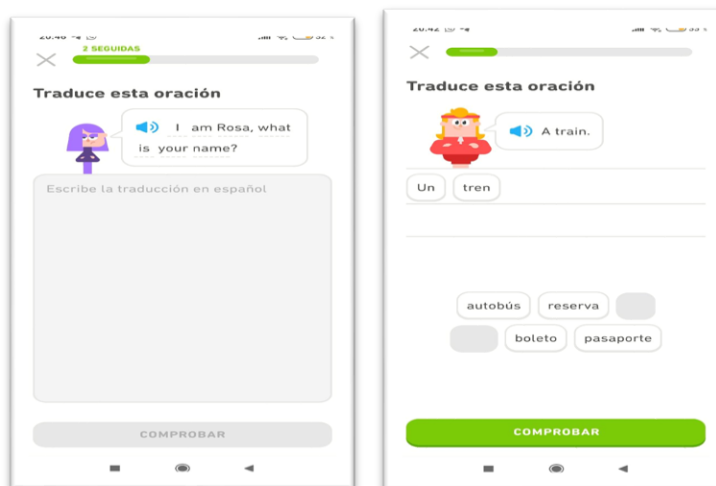 2 SEGUIDAS
Traduce esta oración
I am Rosa, what
is your name?
Escribe la traducción en español
COMPROBAR
Traduce esta oración
A train.
Un tren
autobús reserva
boleto pasaporte
COMPROBAR